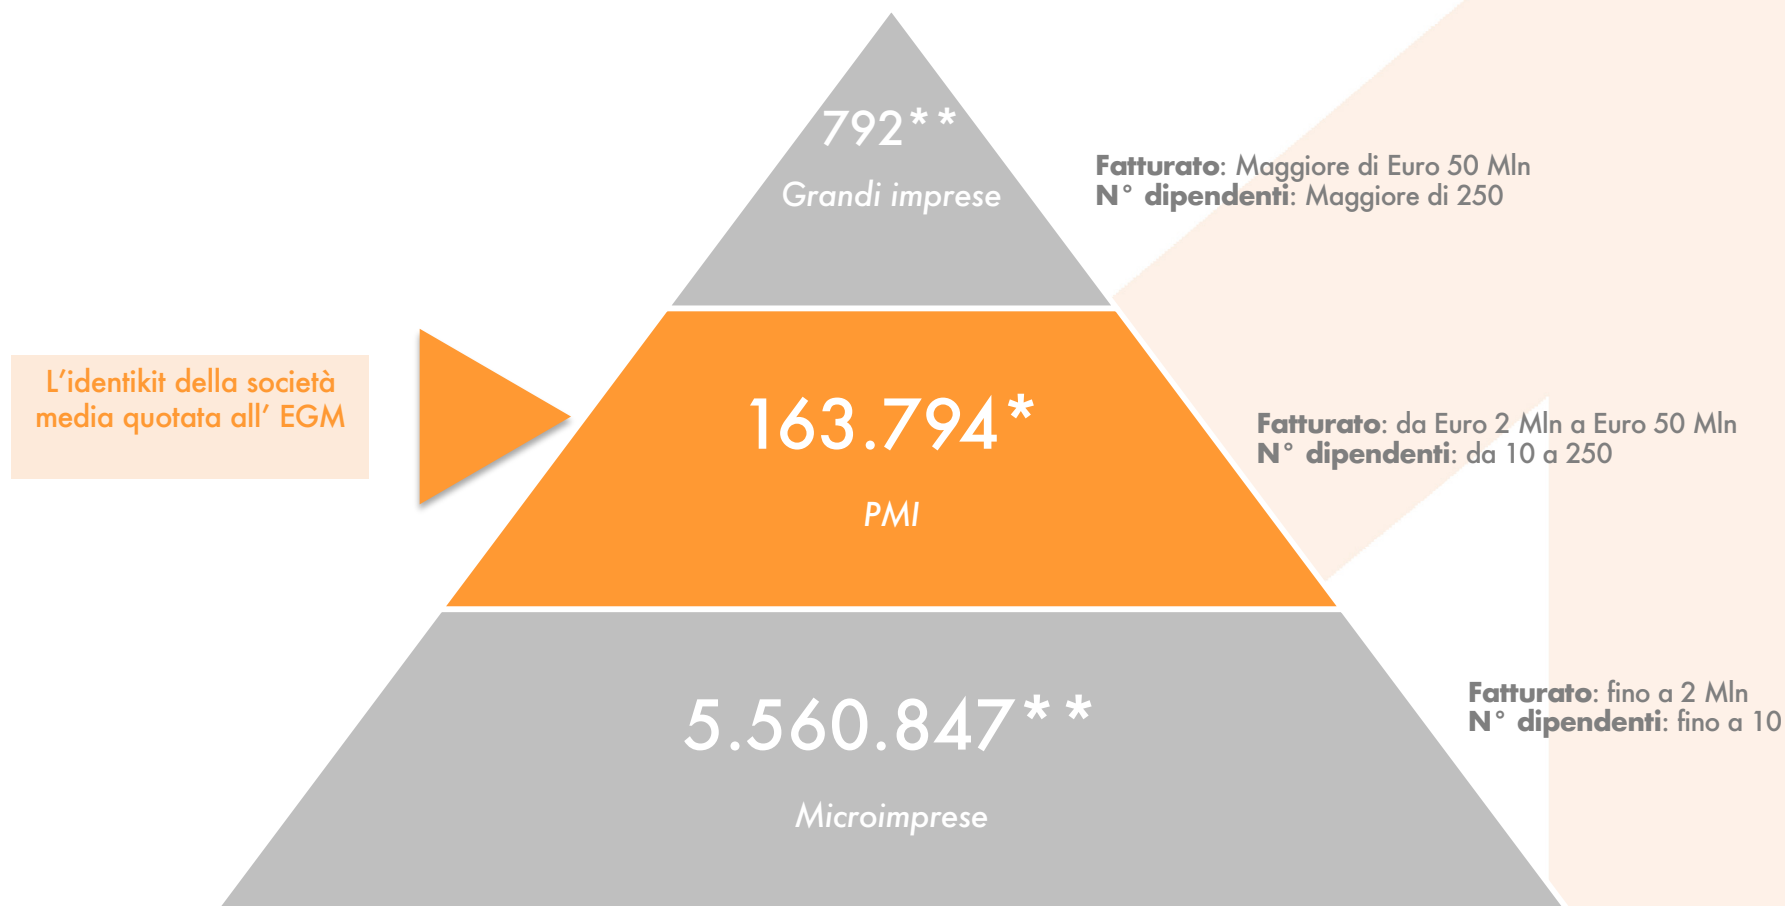 792**
Grandi imprese
Fatturato: Maggiore di Euro 50 Mln
N° dipendenti: Maggiore di 250
L’identikit della società
media quotata all’ EGM
163.794*
PMI
Fatturato: da Euro 2 Mln a Euro 50 Mln
N° dipendenti: da 10 a 250
5.560.847**
Microimprese
Fatturato: fino a 2 Mln
N° dipendenti: fino a 10